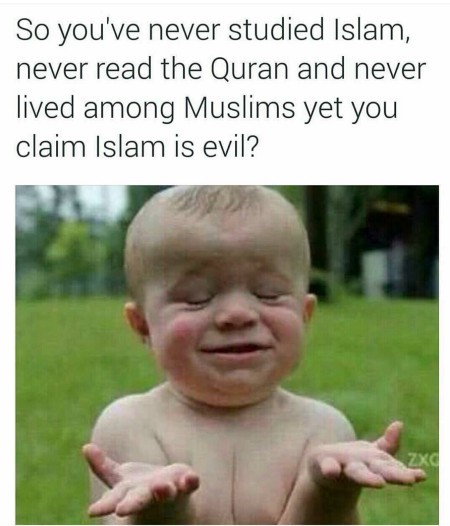 So you've never studied Islam,
never read the Quran and never
lived among Muslims yet you
claim Islam is evil?
ZXC